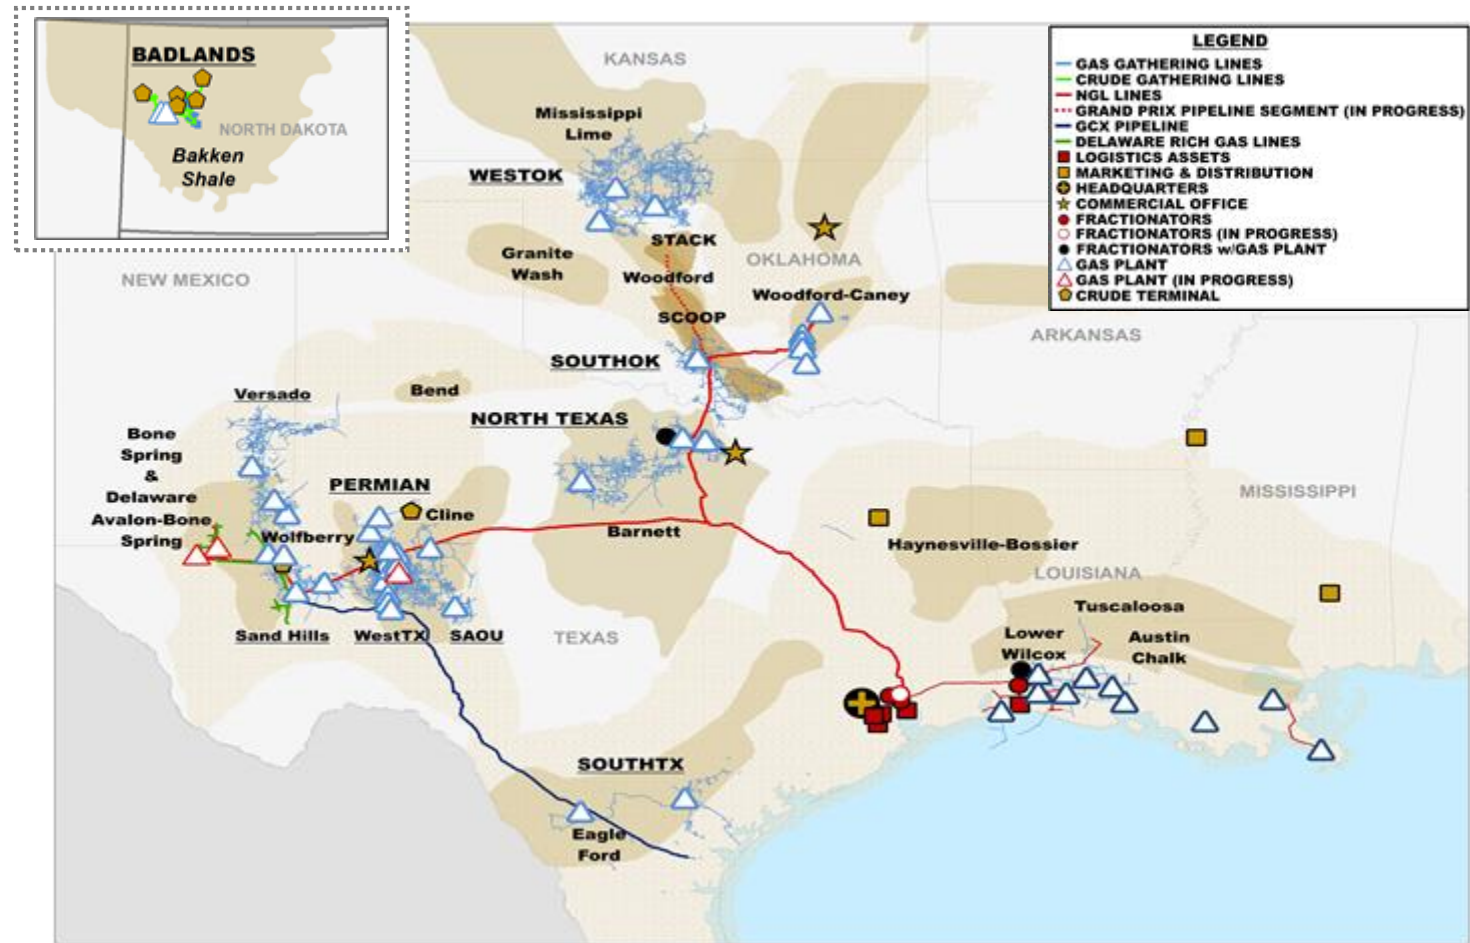 BADLANDS
NORTH DAKOTA
Bakken
Shale
LEGEND
GAS GATHERING LINES
CRUDE GATHERING LINES
NGL LINES
GRAND PRIX PIPELINE SEGMENT (IN PROGRESS)
GCX PIPELINE
DELAWARE RICH GAS LINES
LOGISTICS ASSETS
MARKETING & DISTRIBUTION
HEADQUARTERS
COMMERCIAL OFFICE
FRACTIONATORS
FRACTIONATORS (IN PROGRESS)
FRACTIONATORS w/GAS PLANT
GAS PLANT
GAS PLANT (IN PROGRESS)
CRUDE TERMINAL
KANSAS
Mississippi
Lime
WESTOK
STACK
Granite
Wash
Woodford
OKLAHOMA
NEW MEXICO
Woodford-Caney
SCOOP
ARKANSAS
SOUTHOK
Bend
Versado
NORTH TEXAS
Bone
Spring
&
Delaware
Avalon-Bone
Spring
PERMIAN
Cline
Wolfberry
Barnett
MISSISSIPPI
Haynesville-Bossier
LOUISIANA
Tuscaloosa
Sand Hills
WestTX
SAOU
TEXAS
Lower
Wilcox
Austin
Chalk
SOUTHTX
Eagle
Ford